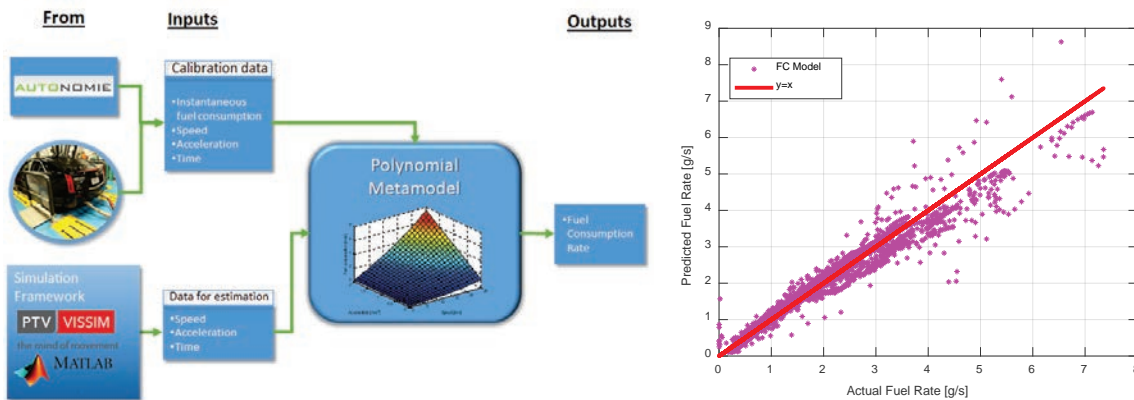 From
Inputs
Outputs
AUTONOMIE
Calibration data
•Instantaneous
fuel consumption
•Speed
•Acceleration
•Time
Polynomial
Metamodel
•Fuel
Consumption
Rate
Simulation
Framework
PTV VISSIM
the mind of movement
MATLAB
Data for estimation
•Speed
•Acceleration
•Time
9
8
7
6
5
4
3
2
1
0
Predicted Fuel Rate [g/s]
FC Model
y=x
0 1 2 3 4 5 6 7 8
Actual Fuel Rate [g/s]